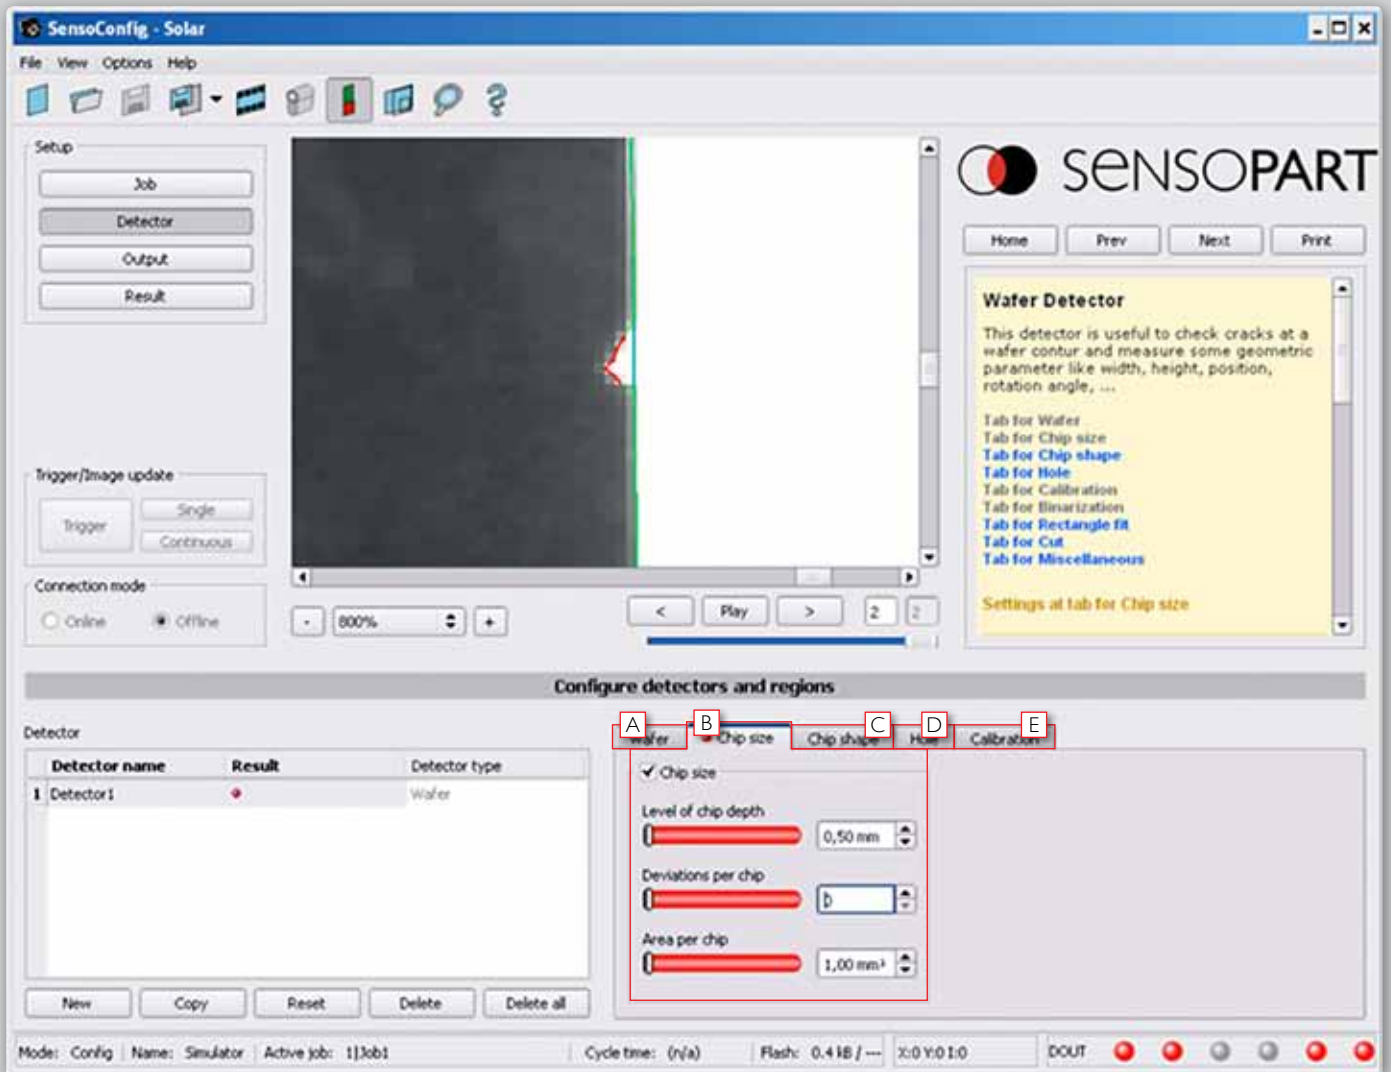 SensoConfig - Solar
File View Options Help
Setup
Job
Detector
Output
Result
Trigger/Image update
Trigger
Single
Continuous
Connection mode
Online
Offline
- 800% +
< Play > 2 2
SENSOPART
Home Prev Next Print
Wafer Detector
This detector is useful to check cracks at a
wafer contur and measure some geometric
parameter like width, height, position,
rotation angle, ...
Tab for Wafer
Tab for Chip size
Tab for Chip shape
Tab for Hole
Tab for Calibration
Tab for Binarization
Tab for Rectangle fit
Tab for Cut
Tab for Miscellaneous
Settings at tab for Chip size
Configure detectors and regions
Detector
Detector name Result Detector type
1 Detector1 Wafer
New Copy Reset Delete Delete all
A B C D E
Wafer Chip size Chip shape Hole Calibration
Chip size
Level of chip depth
0,50 mm
Deviations per chip
Area per chip
1,00 mm²
Mode: Config Name: Simulator Active job: 1|Job1 Cycle time: (n/a) Flash: 0.4 kB / --- X:0 Y:0 I:0 DOUT